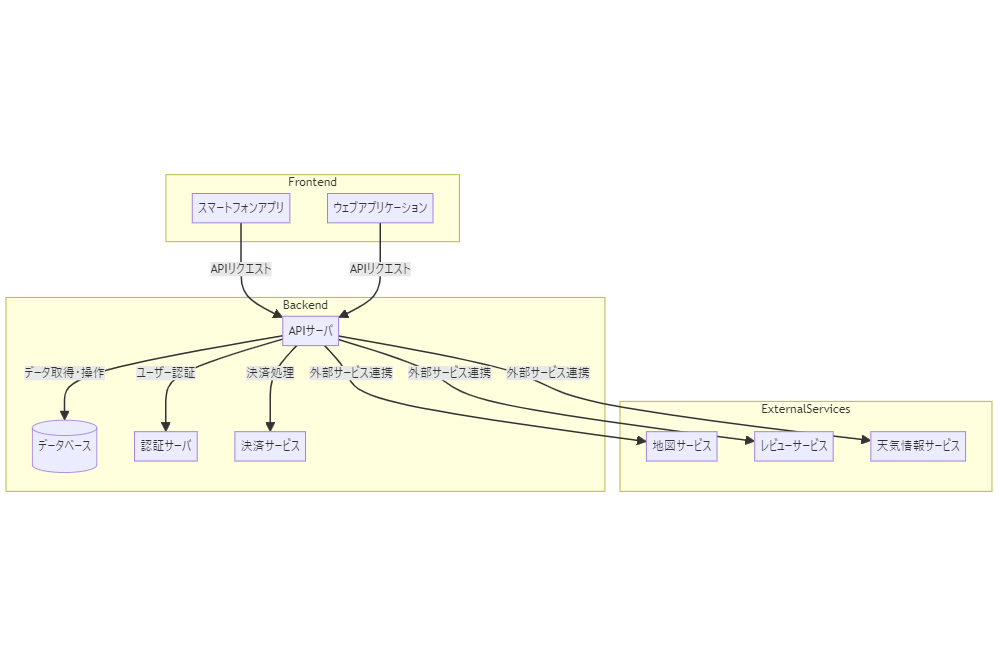 Frontend
スマートフォンアプリ
ウェブアプリケーション
APIリクエスト
APIリクエスト
Backend
APIサーバ
データ取得・操作
ユーザー認証
決済処理
外部サービス連携
外部サービス連携
外部サービス連携
データベース
認証サーバ
決済サービス
ExternalServices
地図サービス
レビューサービス
天気情報サービス